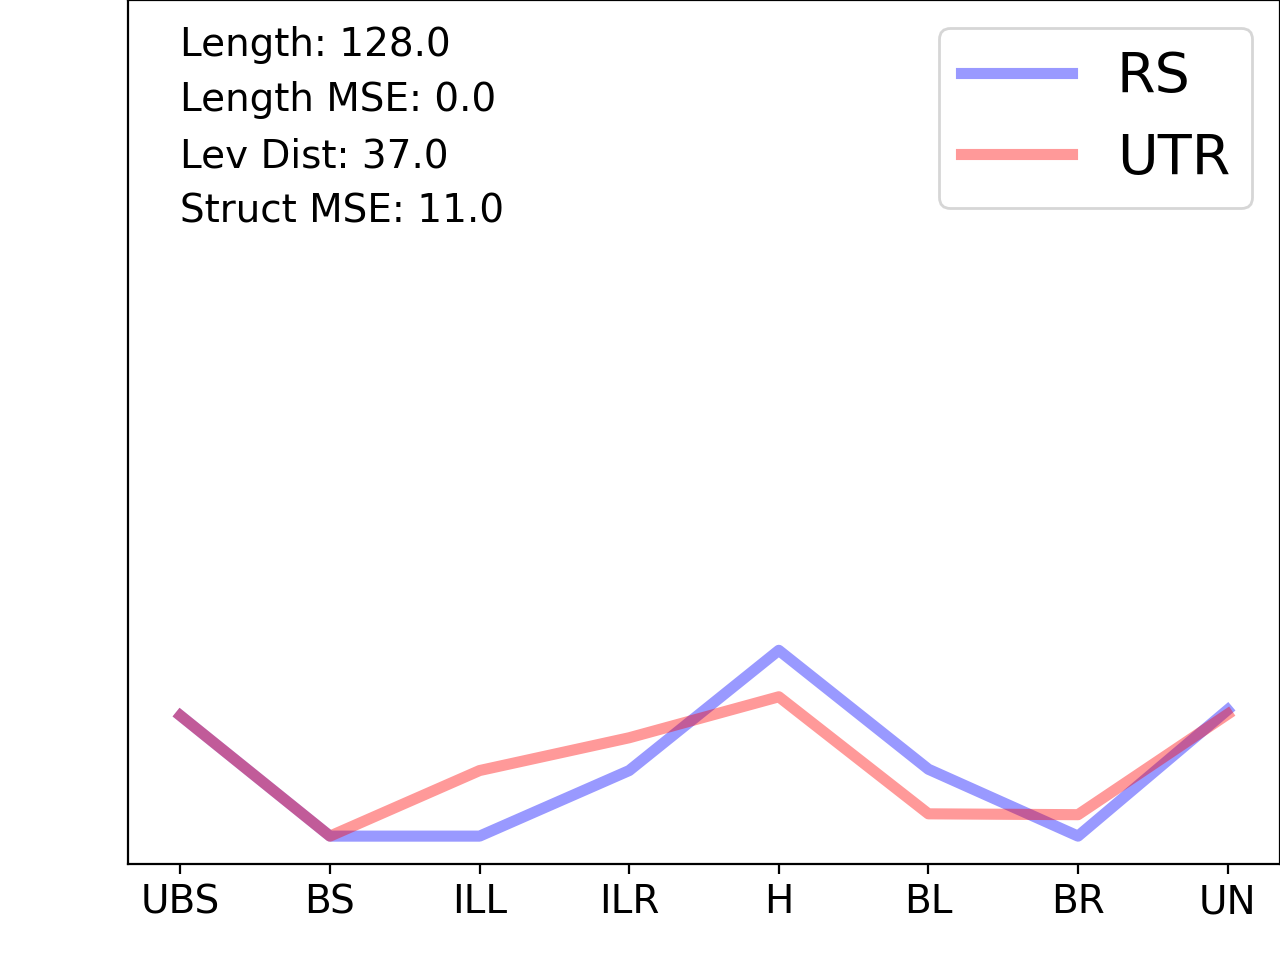 Length: 128.0
Length MSE: 0.0
Lev Dist: 37.0
Struct MSE: 11.0
RS
UTR
UBS BS ILL ILR H BL BR UN